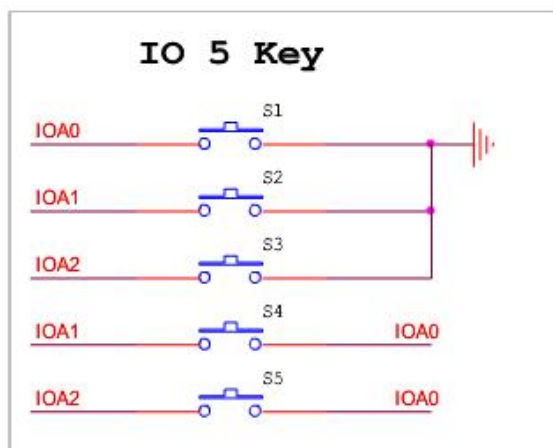 IO 5 Key
S1
IOA0
S2
IOA1
S3
IOA2
S4
IOA1 IOA0
S5
IOA2 IOA0